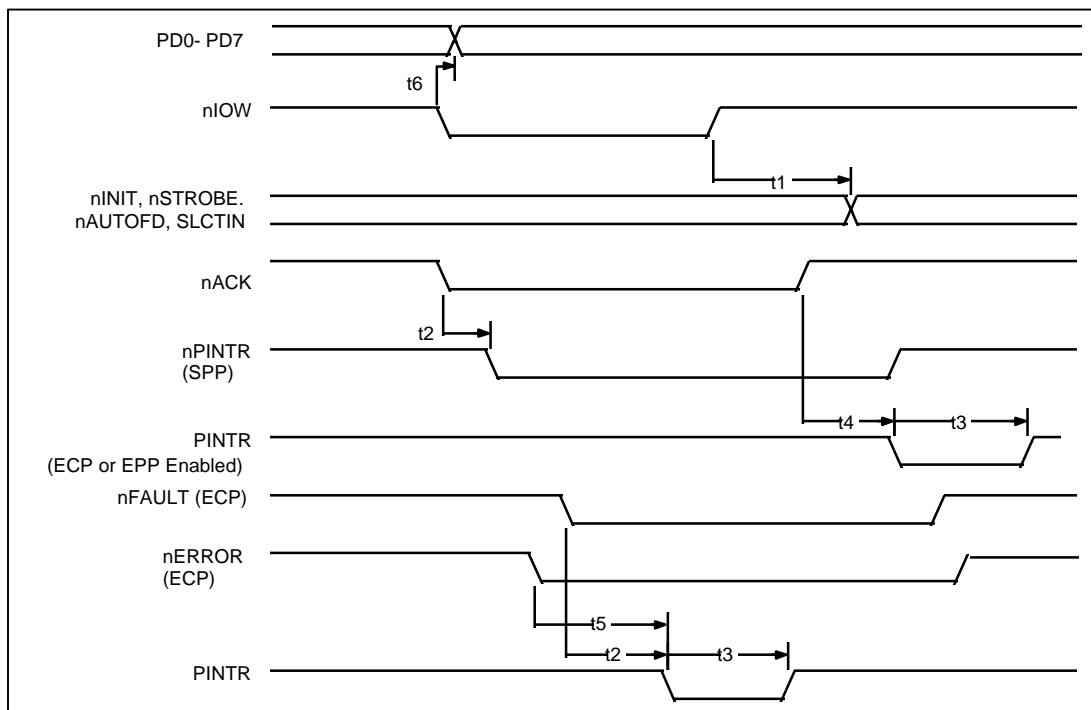 PD0- PD7
t6
nIOW
t1
nINIT, nSTROBE.
nAUTOFD, SLCTIN
nACK
t2
nPINTR
(SPP)
t4
t3
PINTR
(ECP or EPP Enabled)
nFAULT (ECP)
nERROR
(ECP)
t5
t2
t3
PINTR